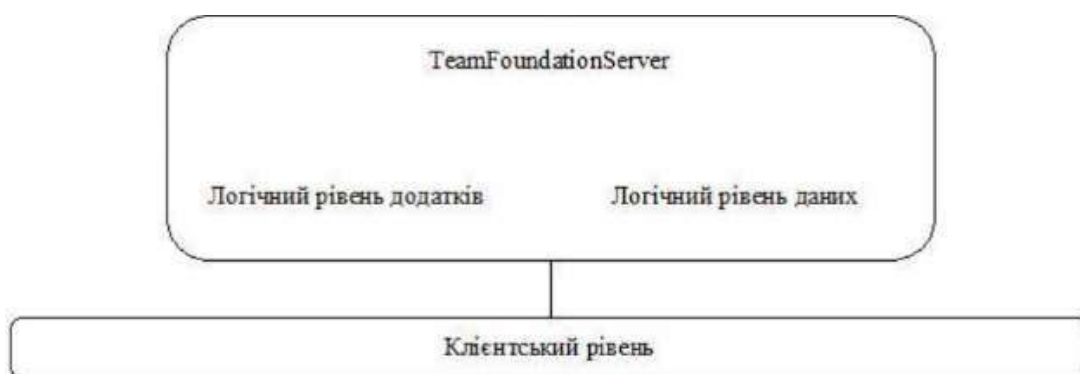 TeamFoundationServer
Логічний рівень додатків
Логічний рівень даних
Клієнтський рівень